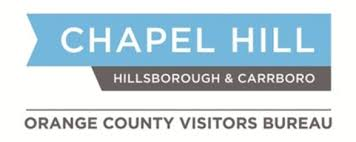 CHAPEL HILL
HILLSBOROUGH & CARRBORO
ORANGE COUNTY VISITORS BUREAU